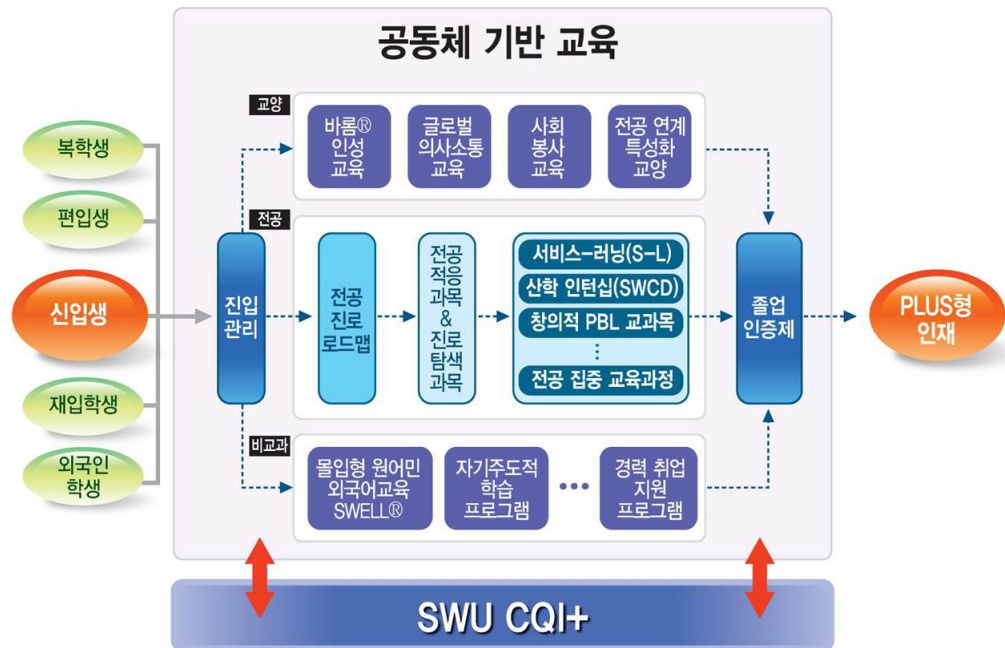 공동체 기반 교육
교양
바롬®
인성
교육
글로벌
의사소통
교육
사회
봉사
교육
전공 연계
특성화
교양
복학생
편입생
신입생
재입학생
외국인
학생
진입
관리
전공
전공
진로
로드맵
전공
적응
과목
&
진로
탐색
과목
서비스-러닝(S-L)
산학 인턴십(SWCD)
창의적 PBL 교과목
⋮
전공 집중 교육과정
졸업
인증제
PLUS형
인재
비교과
몰입형 원어민
외국어교육
SWELL®
자기주도적
학습
프로그램
•••
경력 취업
지원
프로그램
SWU CQI+